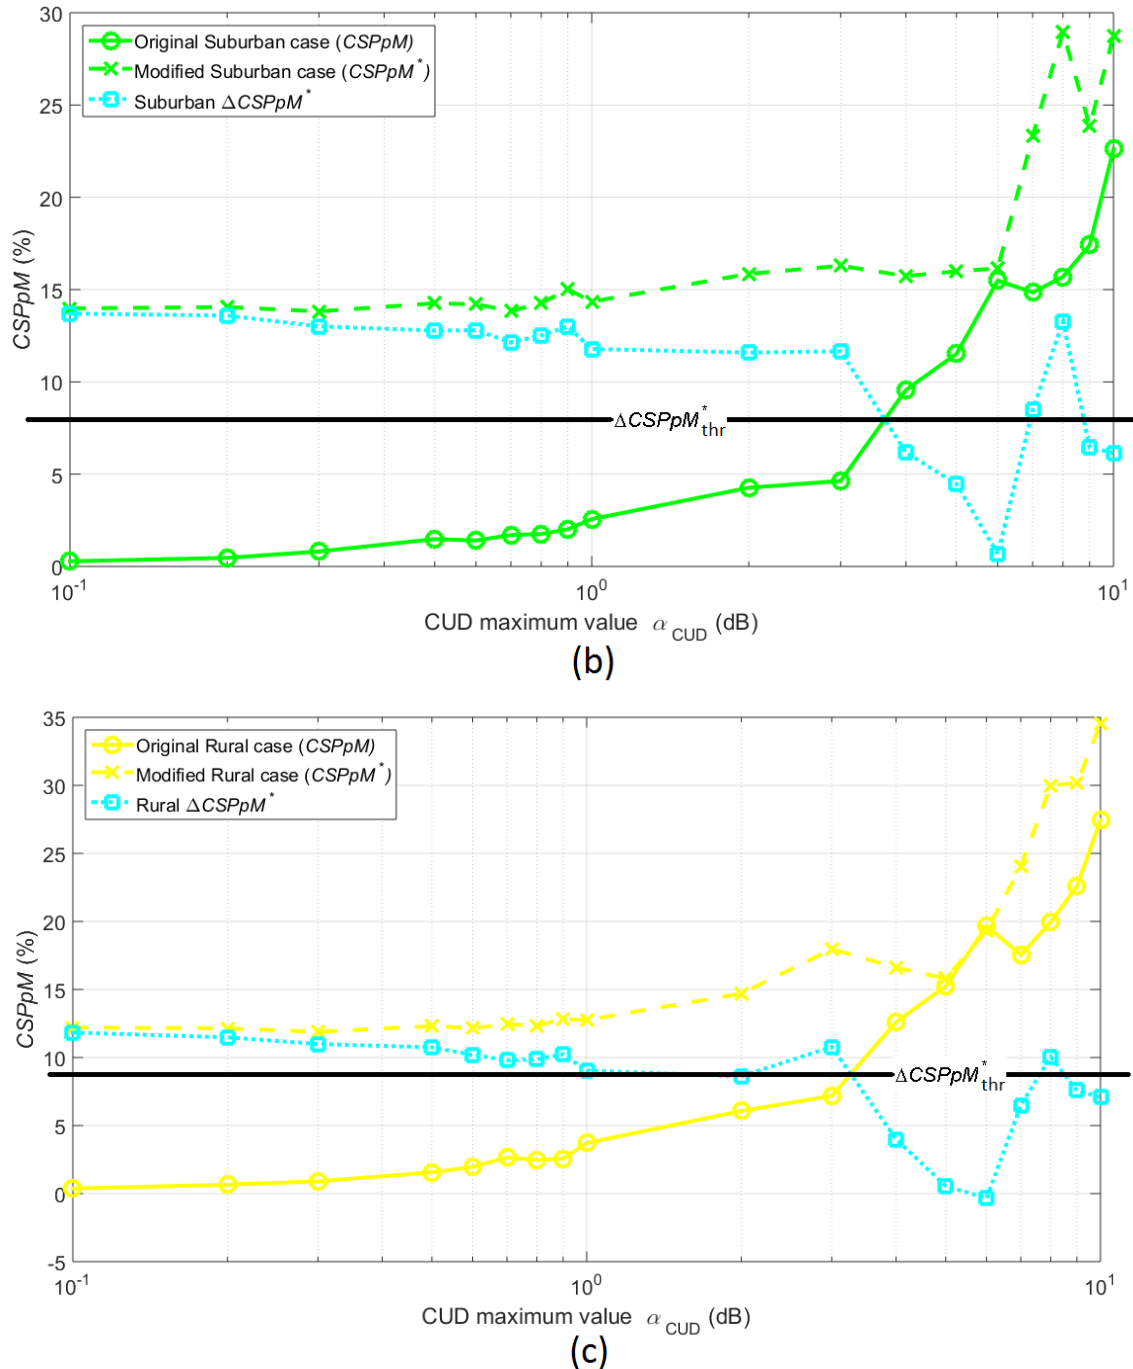 30
25
20
15
10
5
0
CSPpM (%)
Original Suburban case (CSPpM)
Modified Suburban case (CSPpM*)
Suburban ΔCSPpM*
ΔCSPpM*thr
10-1
100
101
CUD maximum value α CUD (dB)
(b)
35
30
25
20
15
10
5
0
-5
CSPpM (%)
Original Rural case (CSPpM)
Modified Rural case (CSPpM*)
Rural ΔCSPpM*
ΔCSPpM*thr
10-1
100
101
CUD maximum value α CUD (dB)
(c)